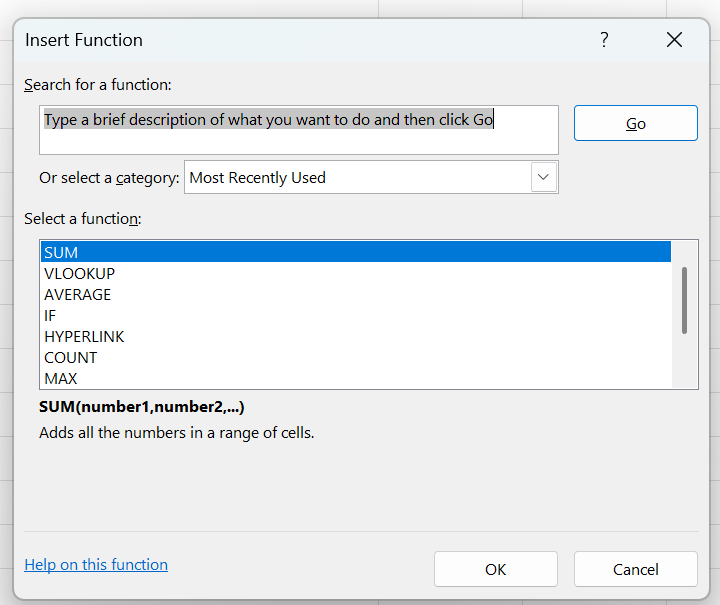 Insert Function
?
Search for a function:
Type a brief description of what you want to do and then click Go
Go
Or select a category: Most Recently Used
Select a function:
SUM
VLOOKUP
AVERAGE
IF
HYPERLINK
COUNT
MAX
SUM(number1,number2,...)
Adds all the numbers in a range of cells.
Help on this function
OK
Cancel